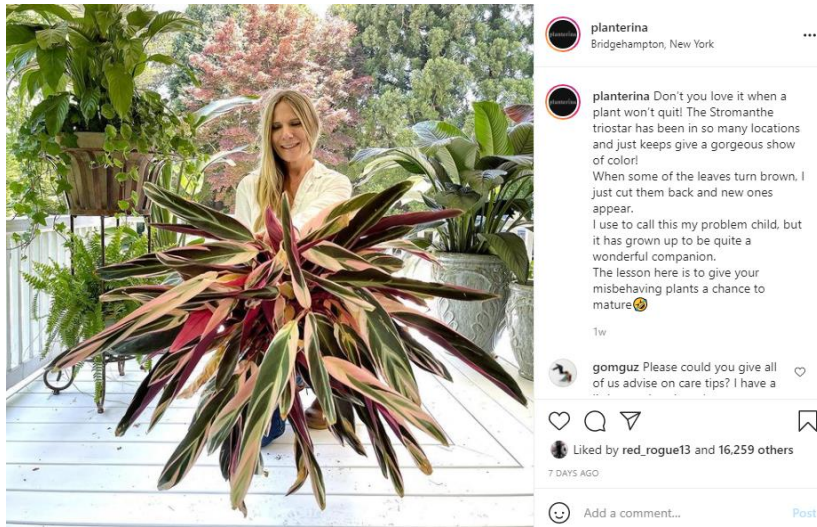 planterina
Bridgehampton, New York
planterina Don't you love it when a
plant won't quit! The Stromanthe
triostar has been in so many locations
and just keeps give a gorgeous show
of color!
When some of the leaves turn brown, I
just cut them back and new ones
appear.
I use to call this my problem child, but
it has grown up to be quite a
wonderful companion.
The lesson here is to give your
misbehaving plants a chance to
mature🤣
1w
gomguz Please could you give all
of us advise on care tips? I have a
Liked by red_rogue13 and 16,259 others
7 DAYS AGO
Add a comment...
Post